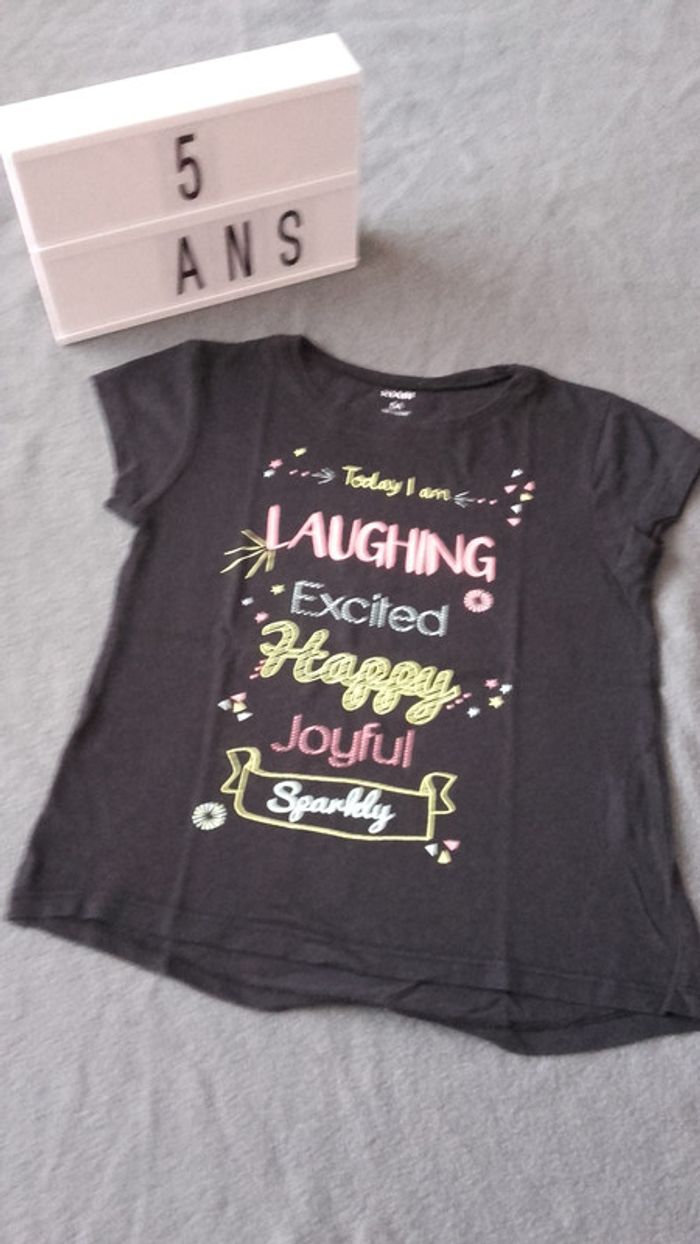 5
ANS
Today I am
LAUGHING
Excited
Happy
Joyful
Sparkly